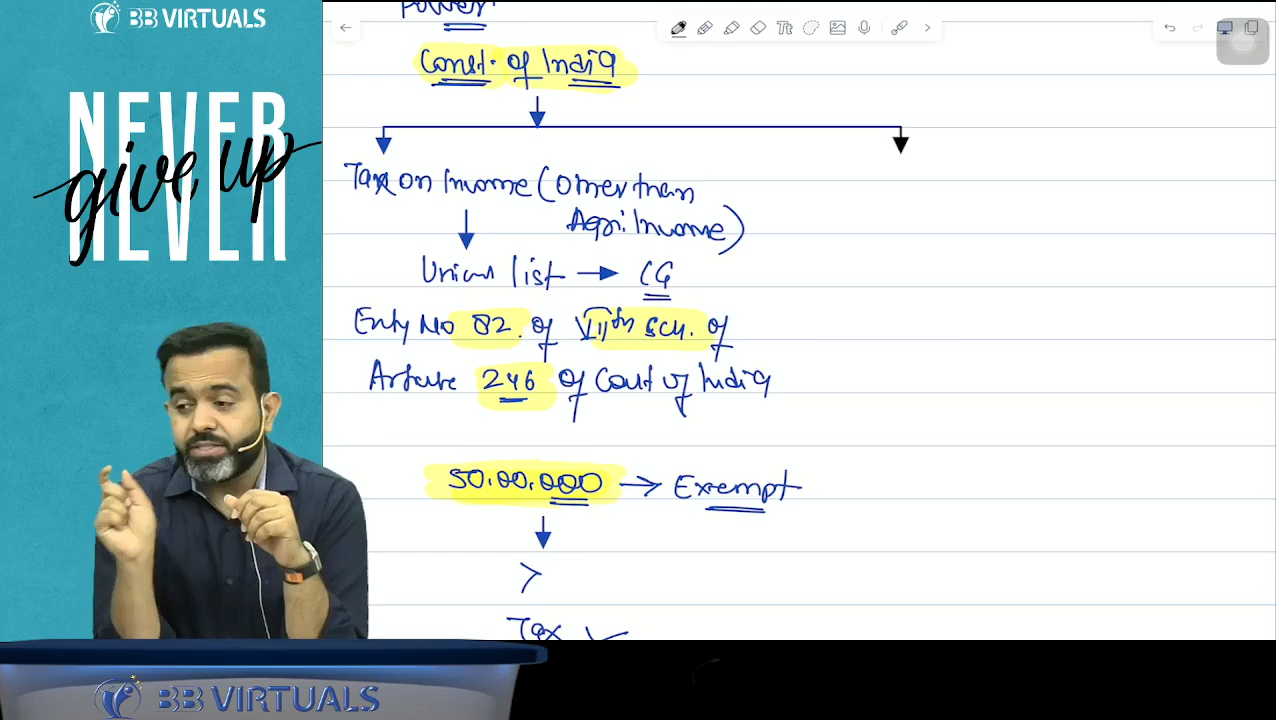 BB VIRTUALS
NEVER
give up
NEVER
Power
Const. of India
Tax on Income (Other than
Agri. Income)
Union list → CG
Entry No 82. of VIIth Sch. of
Article 246 of Const of India
50,00,000 → Exempt
>
Tax
BB VIRTUALS